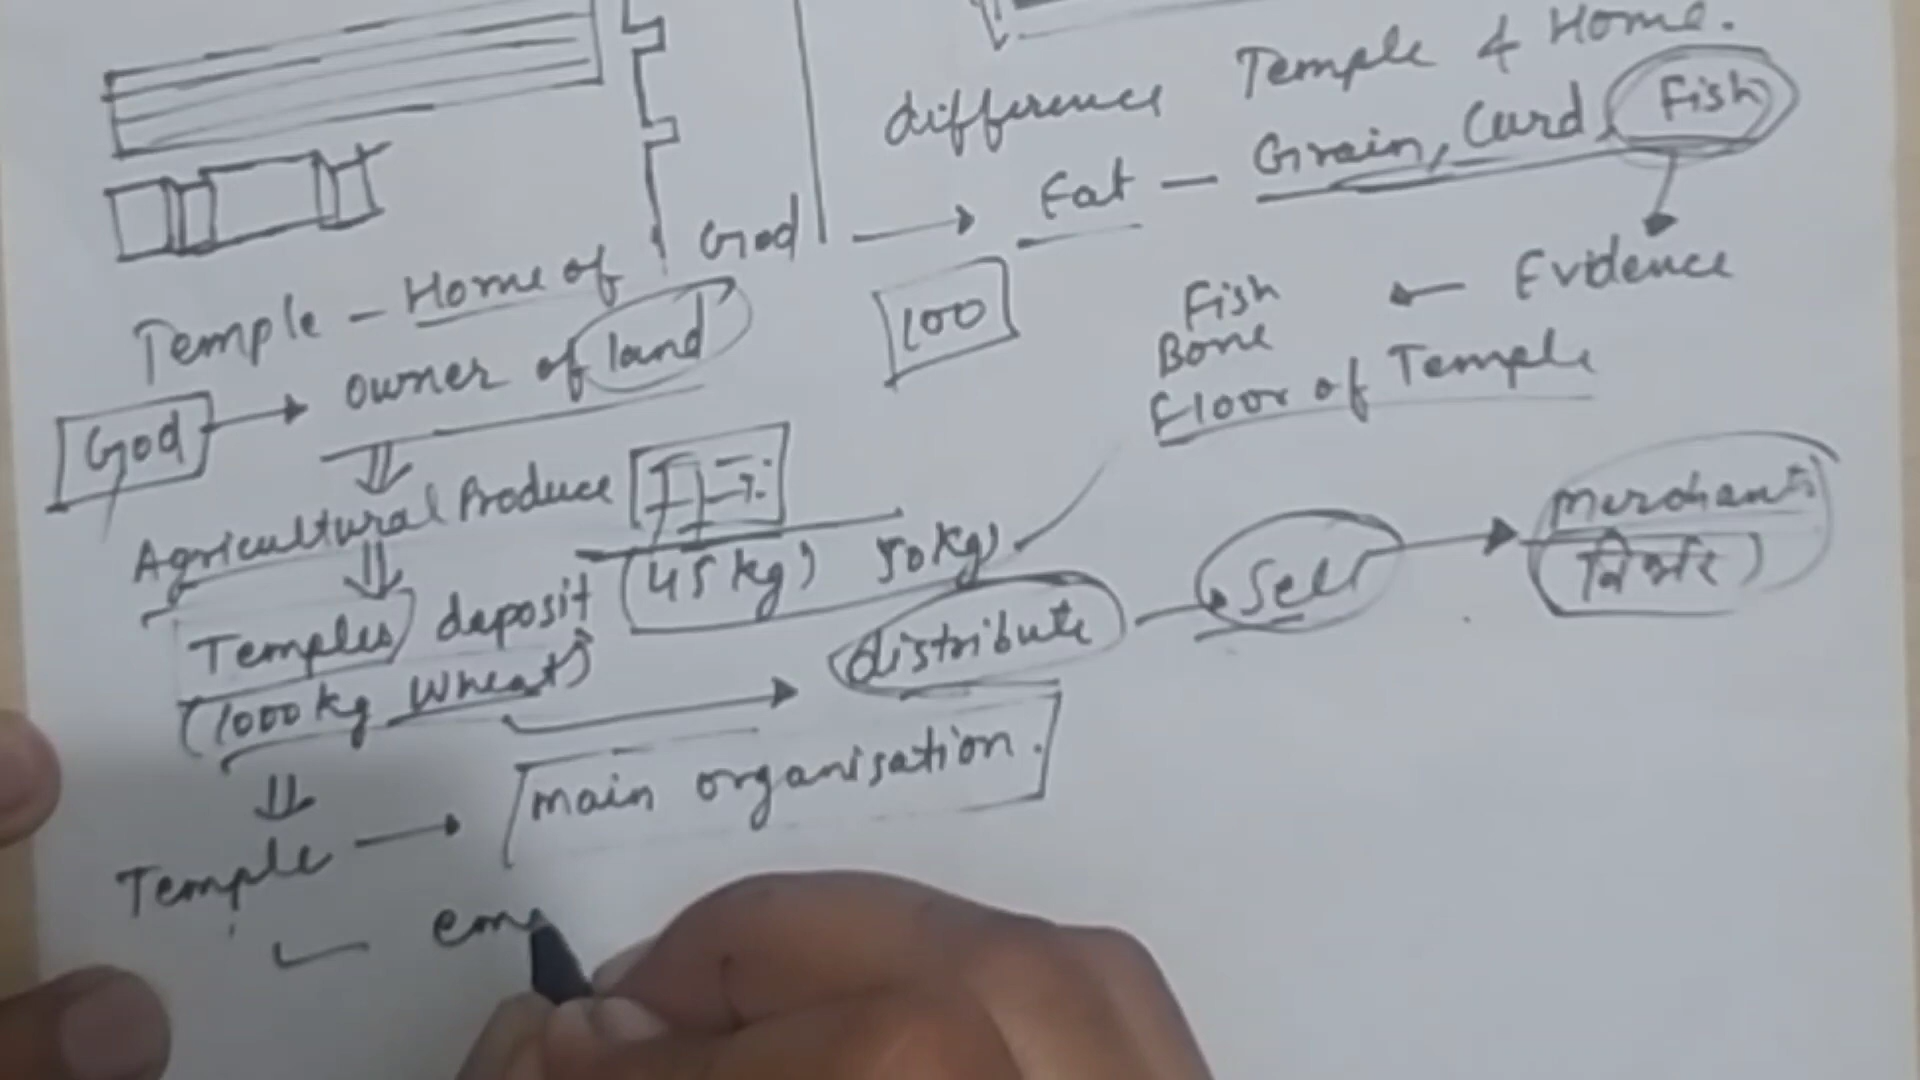 difference Temple & Home.
God → Eat — Grain, Curd, Fish
Evidence
Fish
Bone
Floor of Temple
100
Temple — Home of
God → owner of land
Agricultural Produce
Temples deposit (45 kg) 50 kg)
(1000 kg Wheat) → distribute → Sell → merchant
Temple → main organisation.
em